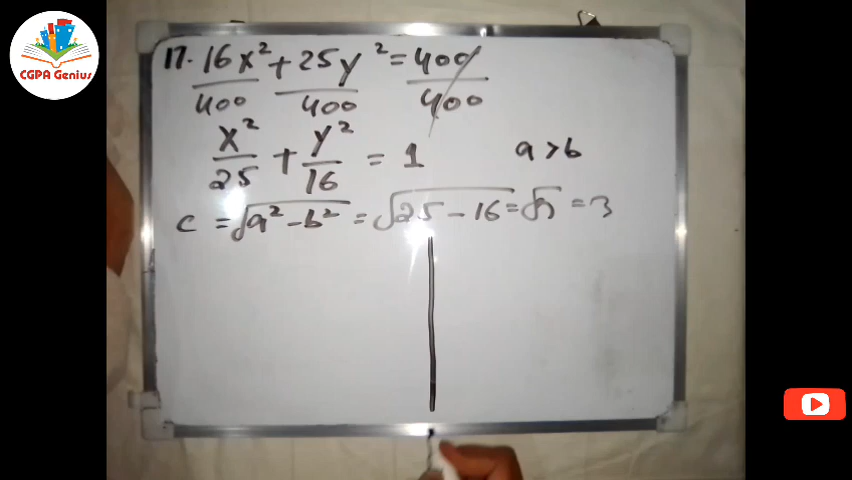 CGPA Genius
17. 16x² + 25y² = 400
400 400 400
x²/25 + y²/16 = 1 a > b
c = √a² - b² = √25 - 16 = √9 = 3